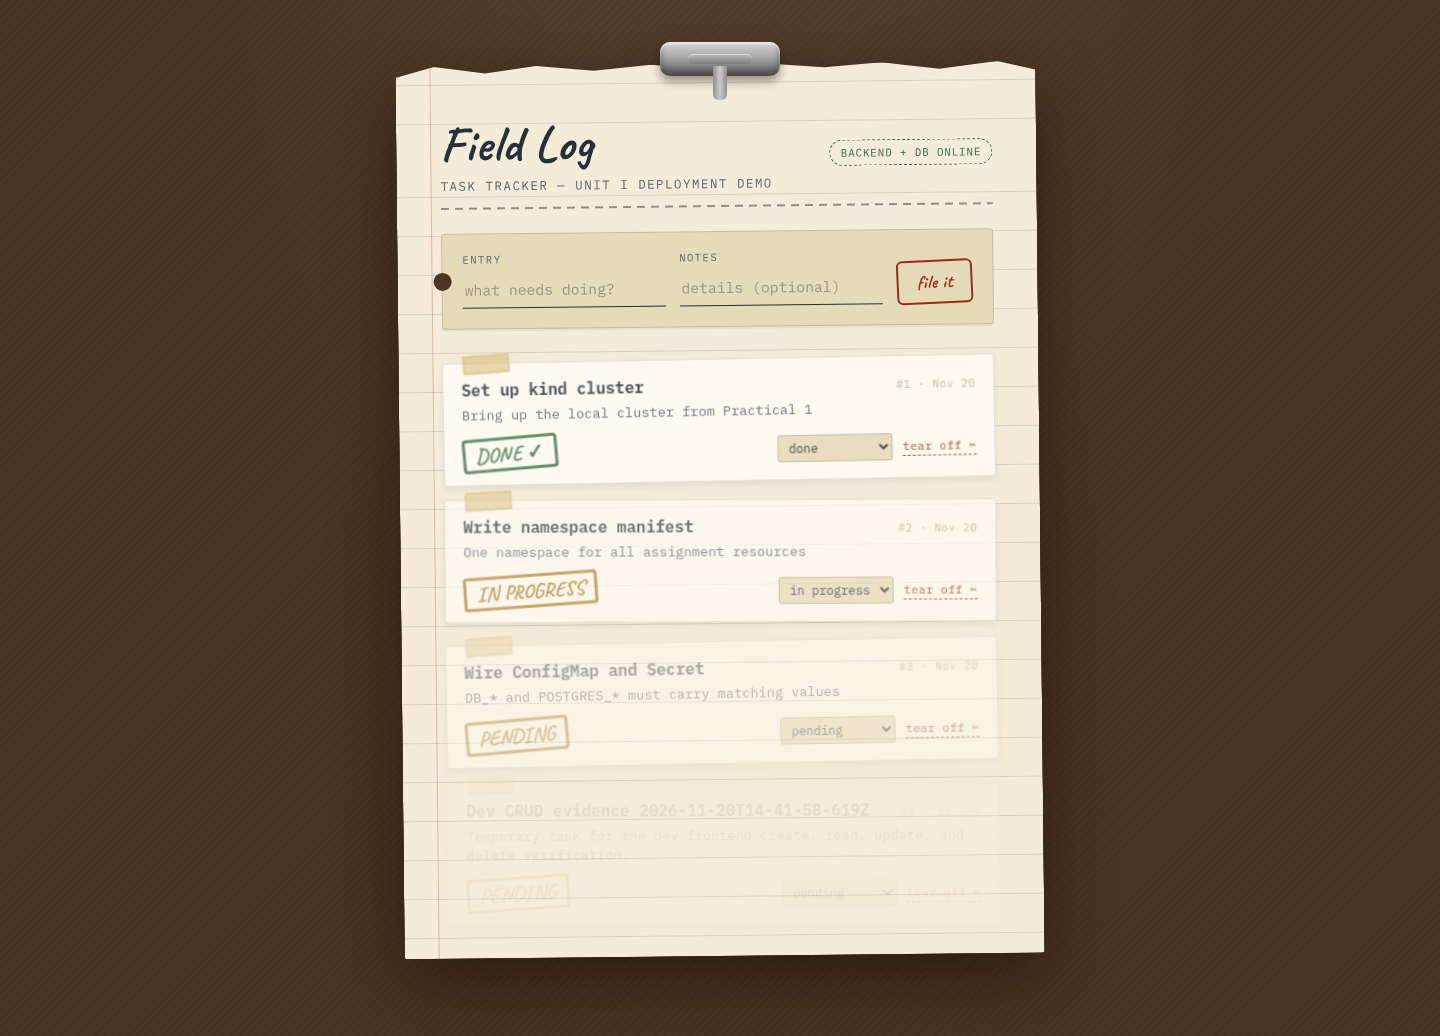 Field Log
BACKEND + DB ONLINE
TASK TRACKER — UNIT I DEPLOYMENT DEMO
ENTRY
NOTES
what needs doing?
details (optional)
file it
Set up kind cluster
#1 · Nov 20
Bring up the local cluster from Practical 1
DONE ✓
done
tear off ✂
Write namespace manifest
#2 · Nov 20
One namespace for all assignment resources
IN PROGRESS
in progress
tear off ✂
Wire ConfigMap and Secret
#3 · Nov 20
DB_* and POSTGRES_* must carry matching values
PENDING
pending
tear off ✂
Dev CRUD evidence 2026-11-20T14-41-58-619Z
Temporary task for the dev frontend create, read, update, and
delete verification.
PENDING
pending
tear off ✂